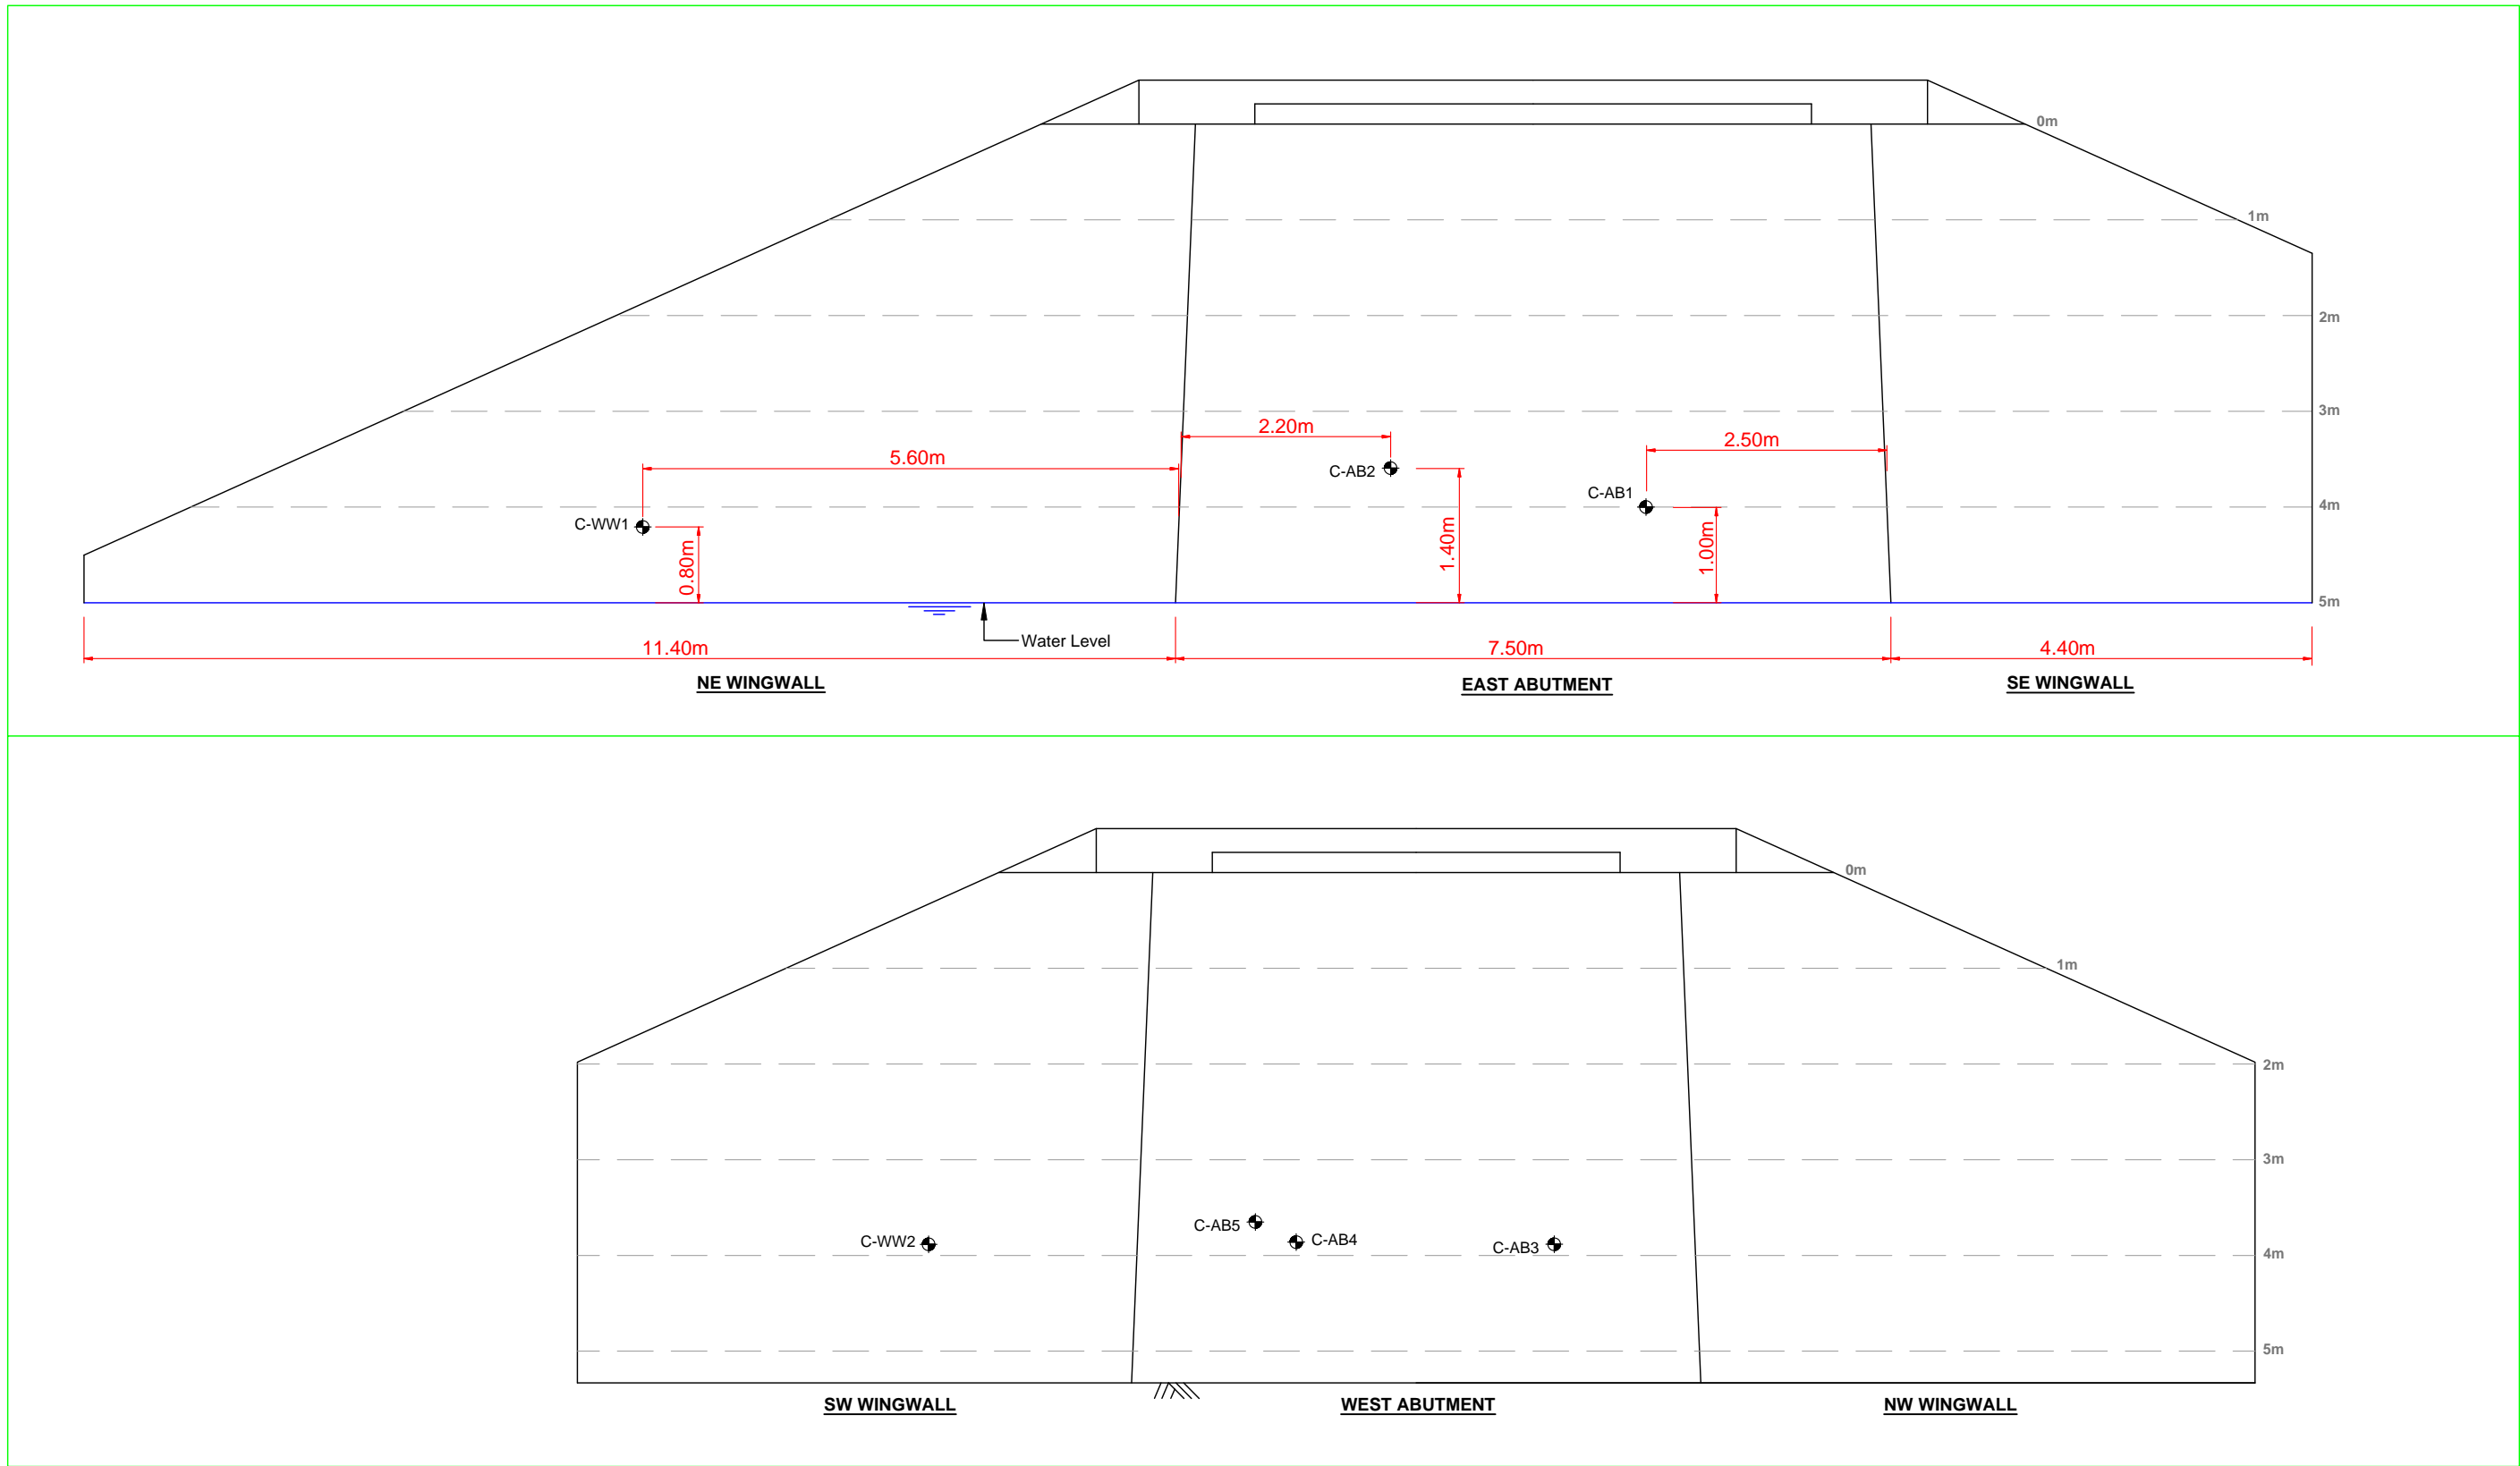 0m
1m
2m
3m
2.20m
2.50m
5.60m
C-AB2
C-AB1
4m
C-WW1
0.80m
1.40m
1.00m
5m
Water Level
11.40m
7.50m
4.40m
NE WINGWALL
EAST ABUTMENT
SE WINGWALL
0m
1m
2m
3m
C-AB5
C-WW2
C-AB4
C-AB3
4m
5m
SW WINGWALL
WEST ABUTMENT
NW WINGWALL